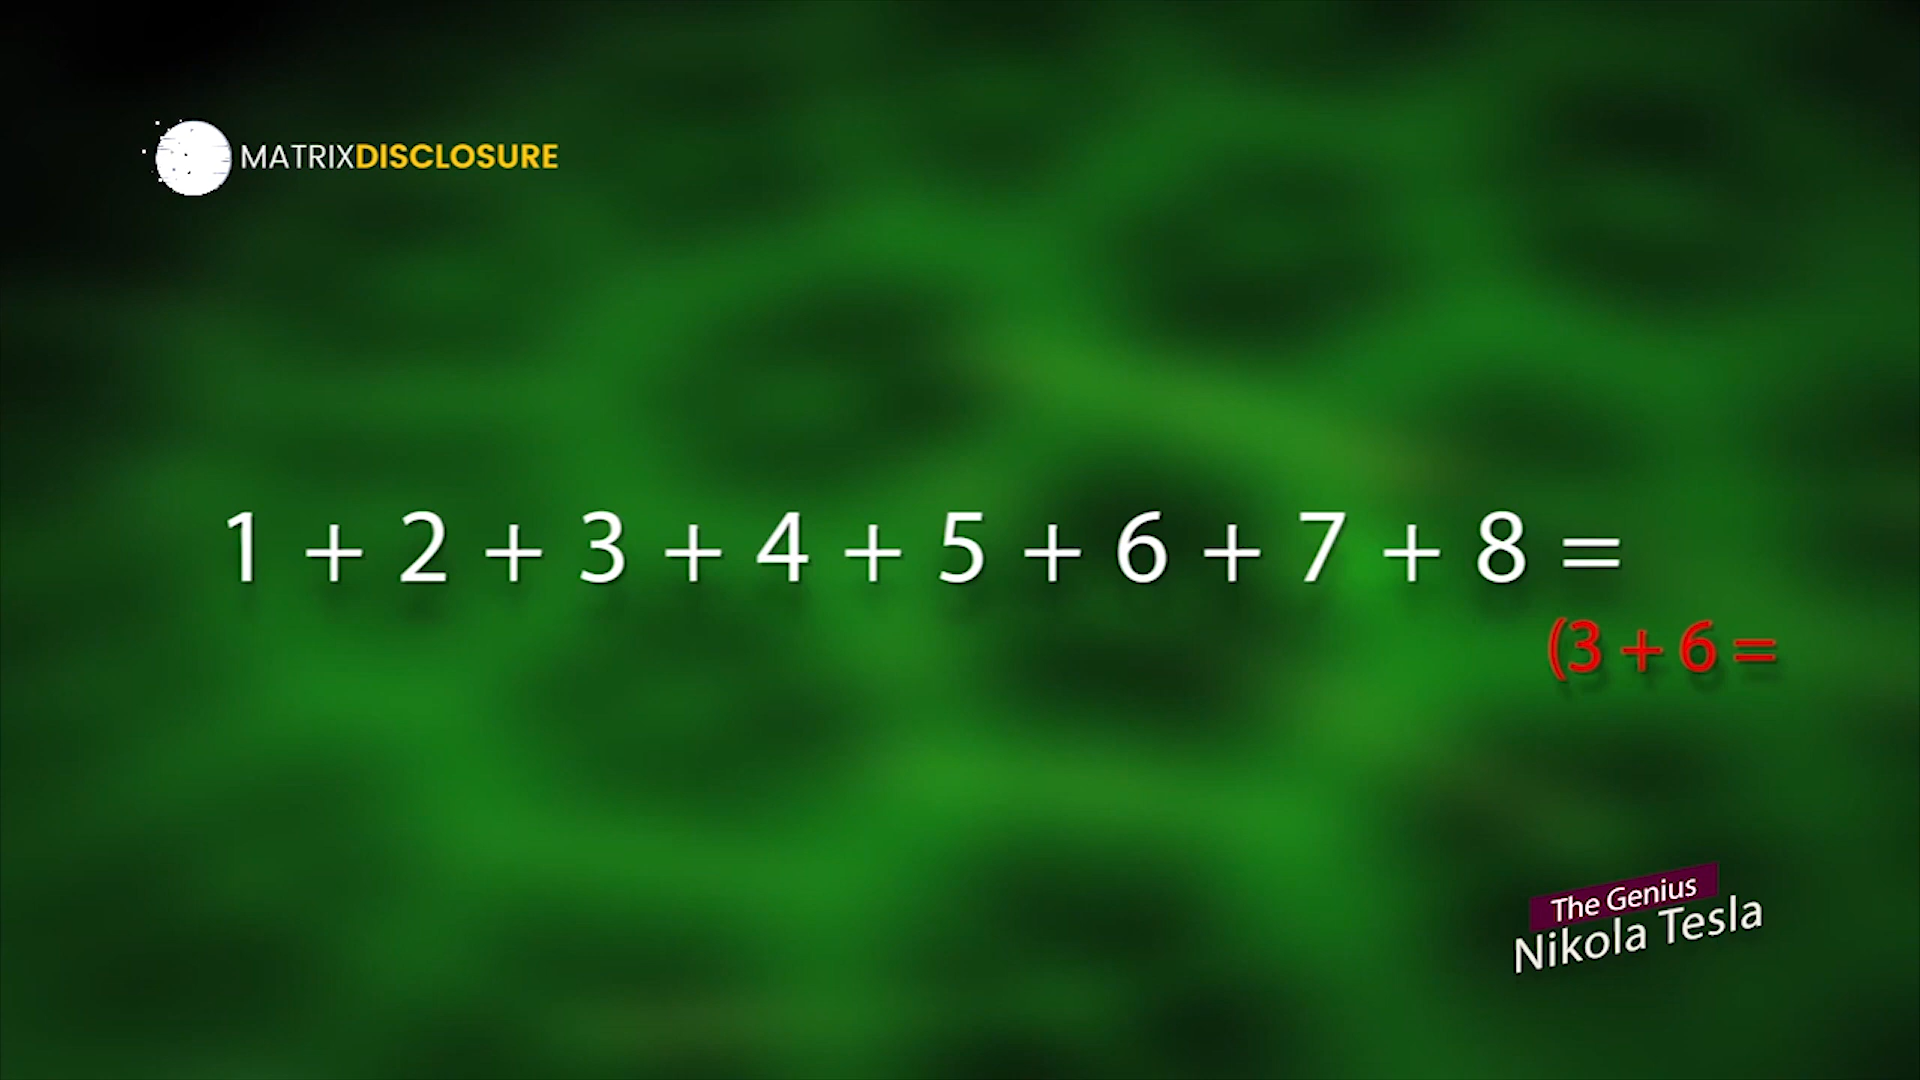 MATRIXDISCLOSURE
1 + 2 + 3 + 4 + 5 + 6 + 7 + 8 =
(3 + 6 =
The Genius
Nikola Tesla